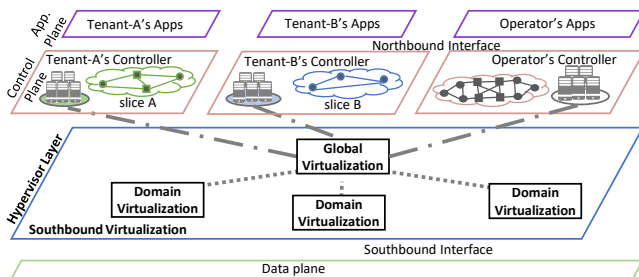 App.
Plane
Tenant-A's Apps
Tenant-B's Apps
Operator's Apps
Northbound Interface
Control
Plane
Tenant-A's Controller
Tenant-B's Controller
Operator's Controller
slice A
slice B
Hypervisor Layer
Global
Virtualization
Domain
Virtualization
Domain
Virtualization
Domain
Virtualization
Southbound Virtualization
Southbound Interface
Data plane